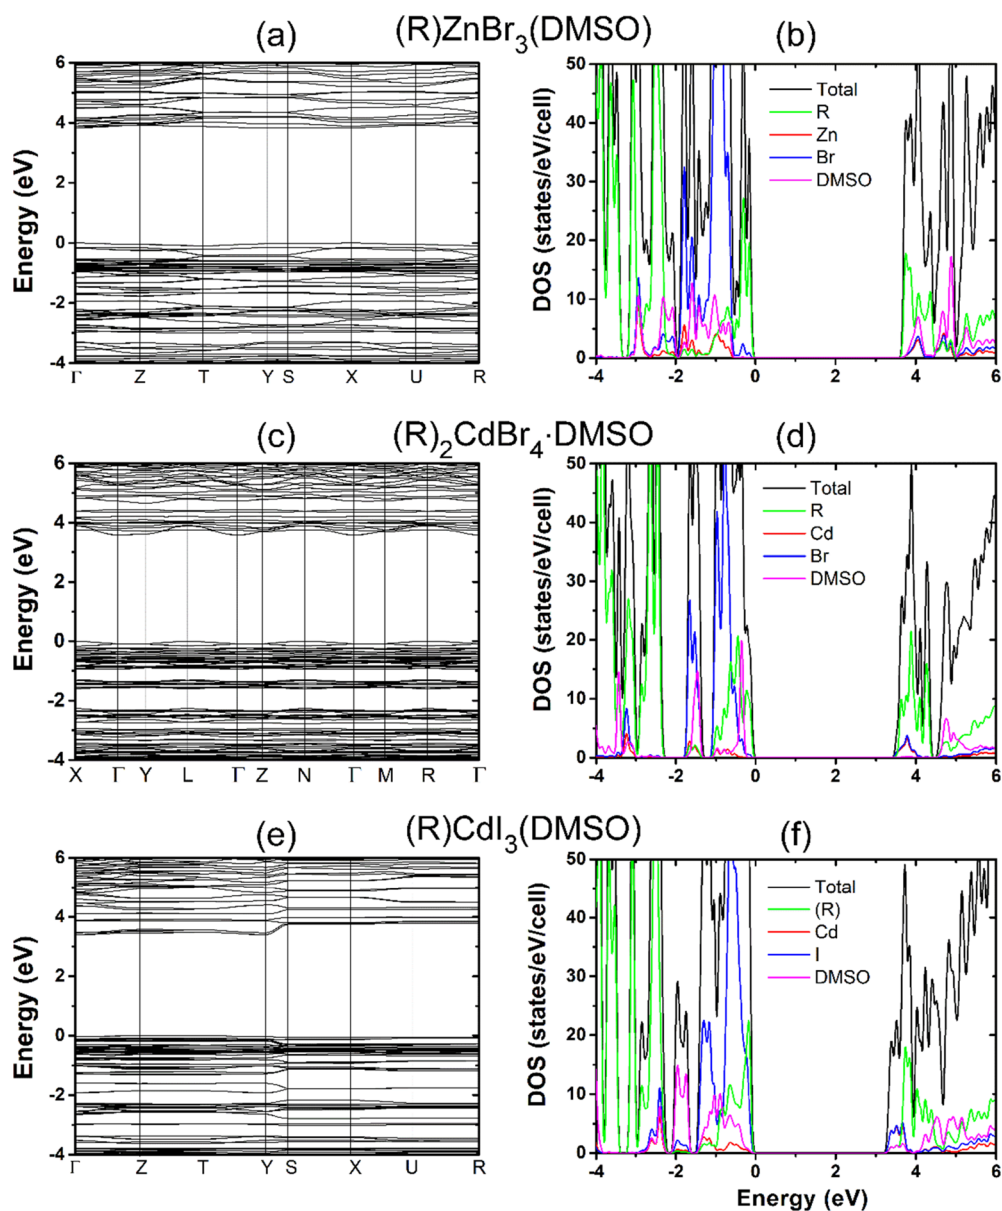 (a) (R)ZnBr3(DMSO) (b)
6
4
2
0
-2
-4
Energy (eV)
Γ Z T Y S X U R
50
40
30
20
10
0
DOS (states/eV/cell)
Total
R
Zn
Br
DMSO
-4 -2 0 2 4 6
(c) (R)2CdBr4·DMSO (d)
6
4
2
0
-2
-4
Energy (eV)
X Γ Y L Γ Z N Γ M R Γ
50
40
30
20
10
0
DOS (states/eV/cell)
Total
R
Cd
Br
DMSO
-4 -2 0 2 4 6
(e) (R)CdI3(DMSO) (f)
6
4
2
0
-2
-4
Energy (eV)
Γ Z T Y S X U R
50
40
30
20
10
0
DOS (states/eV/cell)
Total
(R)
Cd
I
DMSO
-4 -2 0 2 4 6
Energy (eV)